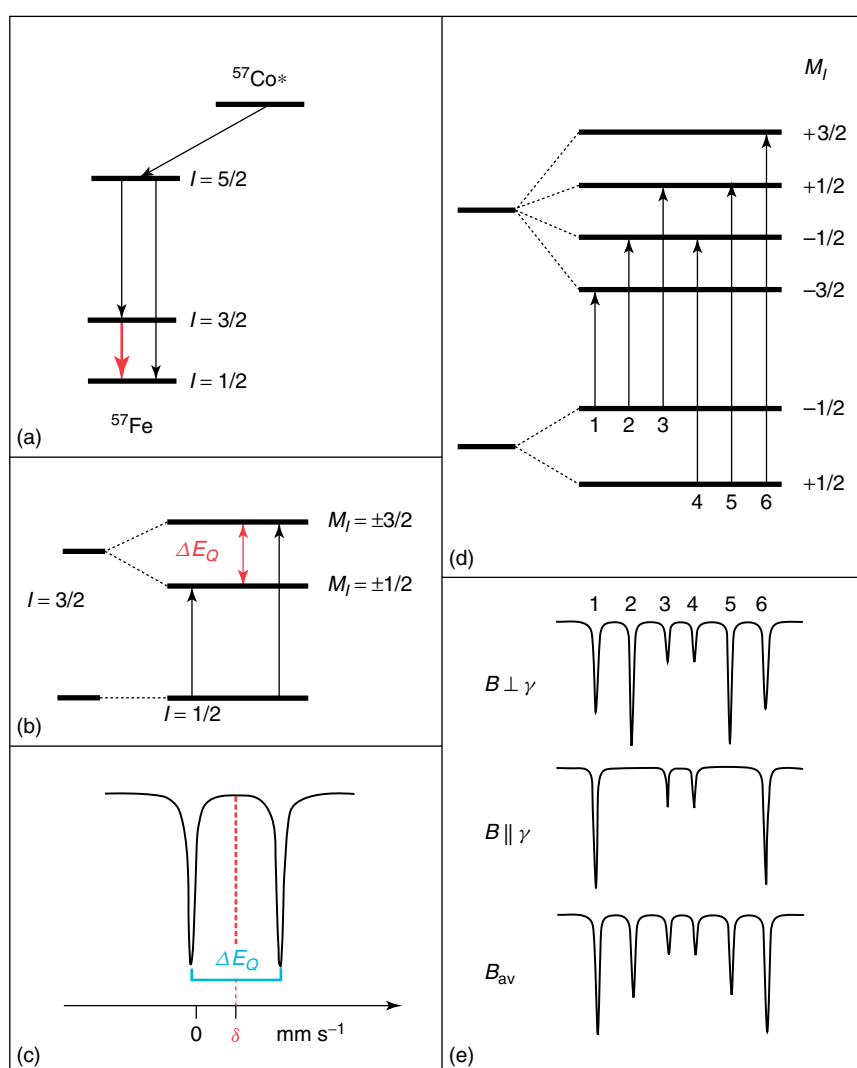 ⁵⁷Co*
I = 5/2
I = 3/2
I = 1/2
⁵⁷Fe
(a)
M_I = ±3/2
ΔE_Q
M_I = ±1/2
I = 3/2
I = 1/2
(b)
ΔE_Q
0 δ mm s⁻¹
(c)
M_I
+3/2
+1/2
−1/2
−3/2
−1/2
1 2 3
+1/2
4 5 6
(d)
1 2 3 4 5 6
B ⊥ γ
B || γ
B_av
(e)